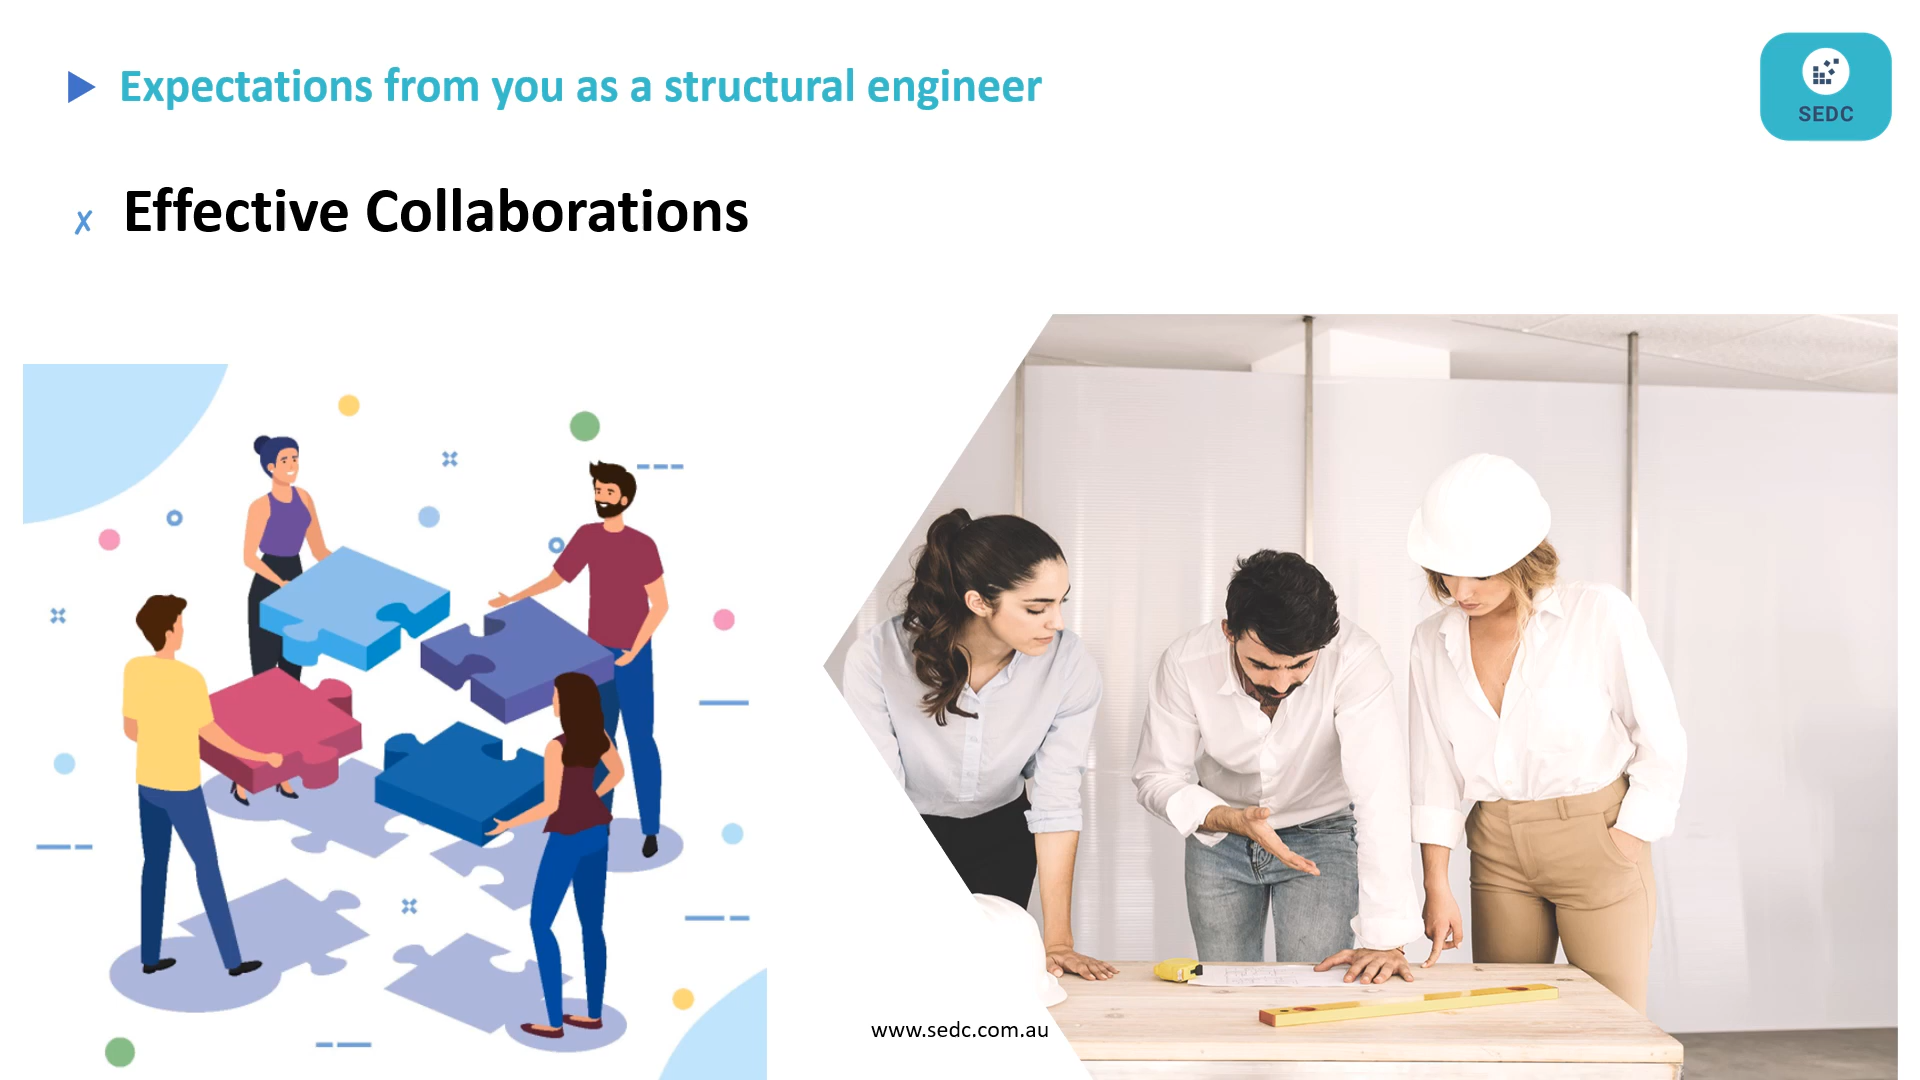 Expectations from you as a structural engineer
SEDC
✗ Effective Collaborations
www.sedc.com.au